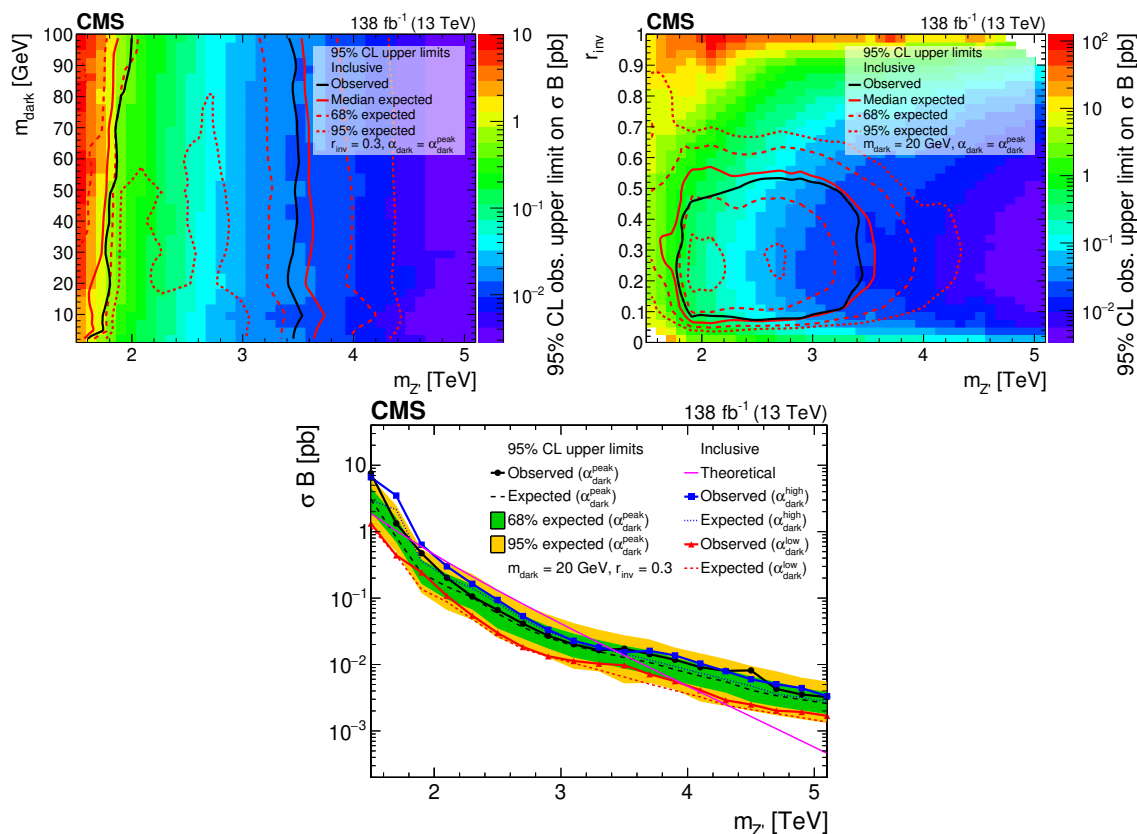 CMS 138 fb⁻¹ (13 TeV)
m_dark [GeV]
100
90
80
70
60
50
40
30
20
10
95% CL upper limits
Inclusive
Observed
Median expected
68% expected
95% expected
r_inv = 0.3, α_dark = α_dark^peak
2 3 4 5
m_Z' [TeV]
10
1
10⁻¹
10⁻²
95% CL obs. upper limit on σ B [pb]
CMS 138 fb⁻¹ (13 TeV)
r_inv
1
0.9
0.8
0.7
0.6
0.5
0.4
0.3
0.2
0.1
0
95% CL upper limits
Inclusive
Observed
Median expected
68% expected
95% expected
m_dark = 20 GeV, α_dark = α_dark^peak
2 3 4 5
m_Z' [TeV]
10²
10
1
10⁻¹
10⁻²
95% CL obs. upper limit on σ B [pb]
CMS 138 fb⁻¹ (13 TeV)
σ B [pb]
10
1
10⁻¹
10⁻²
10⁻³
95% CL upper limits
Observed (α_dark^peak)
Expected (α_dark^peak)
68% expected (α_dark^peak)
95% expected (α_dark^peak)
m_dark = 20 GeV, r_inv = 0.3
Inclusive
Theoretical
Observed (α_dark^high)
Expected (α_dark^high)
Observed (α_dark^low)
Expected (α_dark^low)
2 3 4 5
m_Z' [TeV]